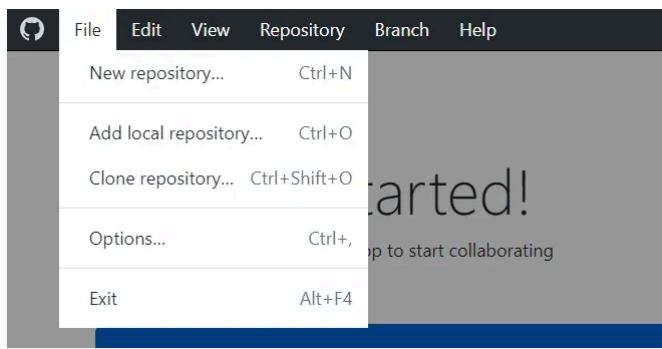 File Edit View Repository Branch Help
New repository... Ctrl+N
Add local repository... Ctrl+O
Clone repository... Ctrl+Shift+O
Options... Ctrl+,
Exit Alt+F4
to start collaborating